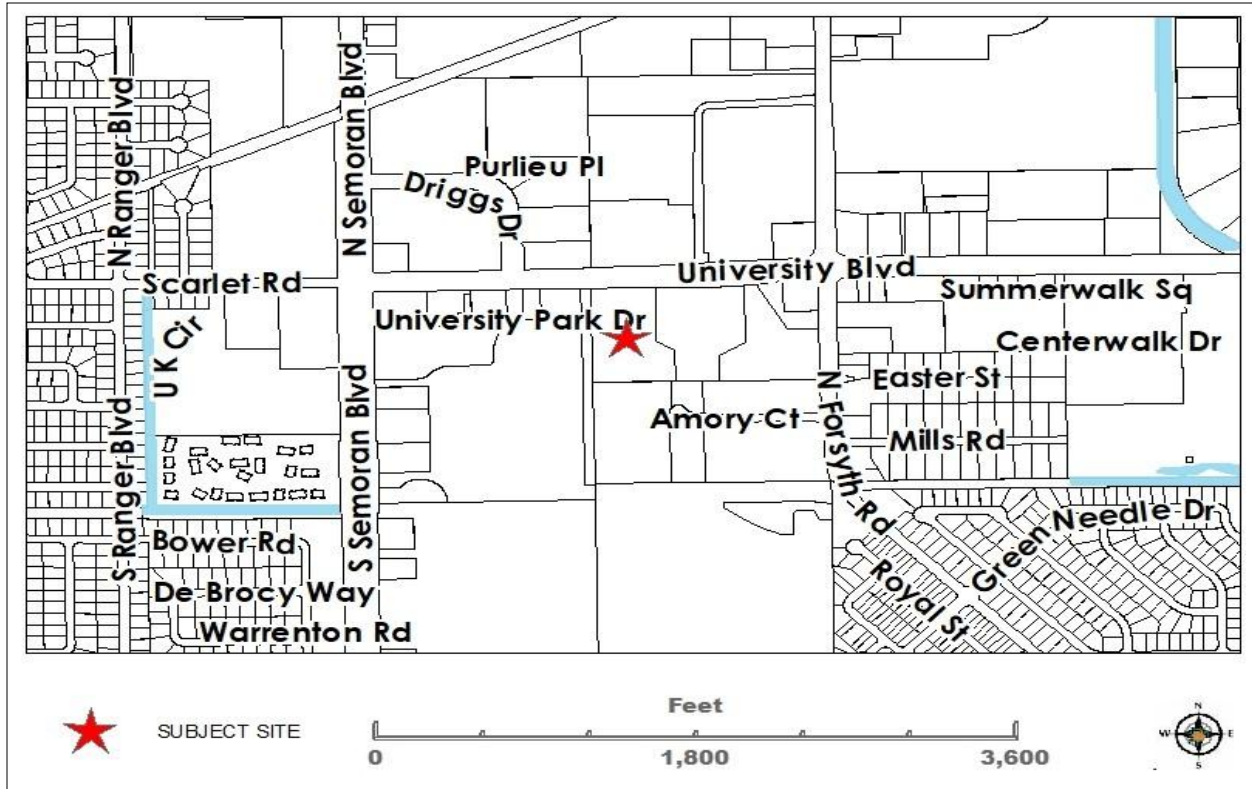 N Ranger Blvd
N Semoran Blvd
Purlieu Pl
Driggs Dr
University Blvd
Scarlet Rd
Summerwalk Sq
University Park Dr
U K Cir
Centerwalk Dr
Easter St
Amory Ct
N Forsyth Rd
Mills Rd
S Ranger Blvd
S Semoran Blvd
Green Needle Dr
Bower Rd
De Brocy Way
Royal St
Warrenton Rd
Feet
SUBJECT SITE
0
1,800
3,600
N
W
E
S